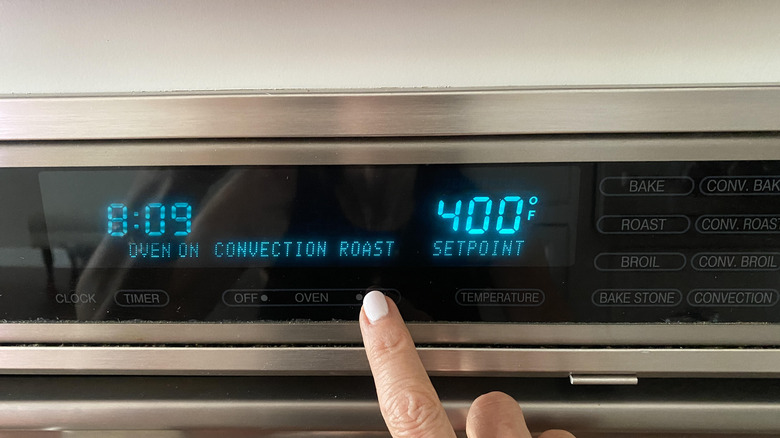 8:09 400°F
OVEN ON CONVECTION ROAST SETPOINT
CLOCK TIMER OFF OVEN TEMPERATURE
BAKE CONV. BAK
ROAST CONV. ROAST
BROIL CONV. BROIL
BAKE STONE CONVECTION